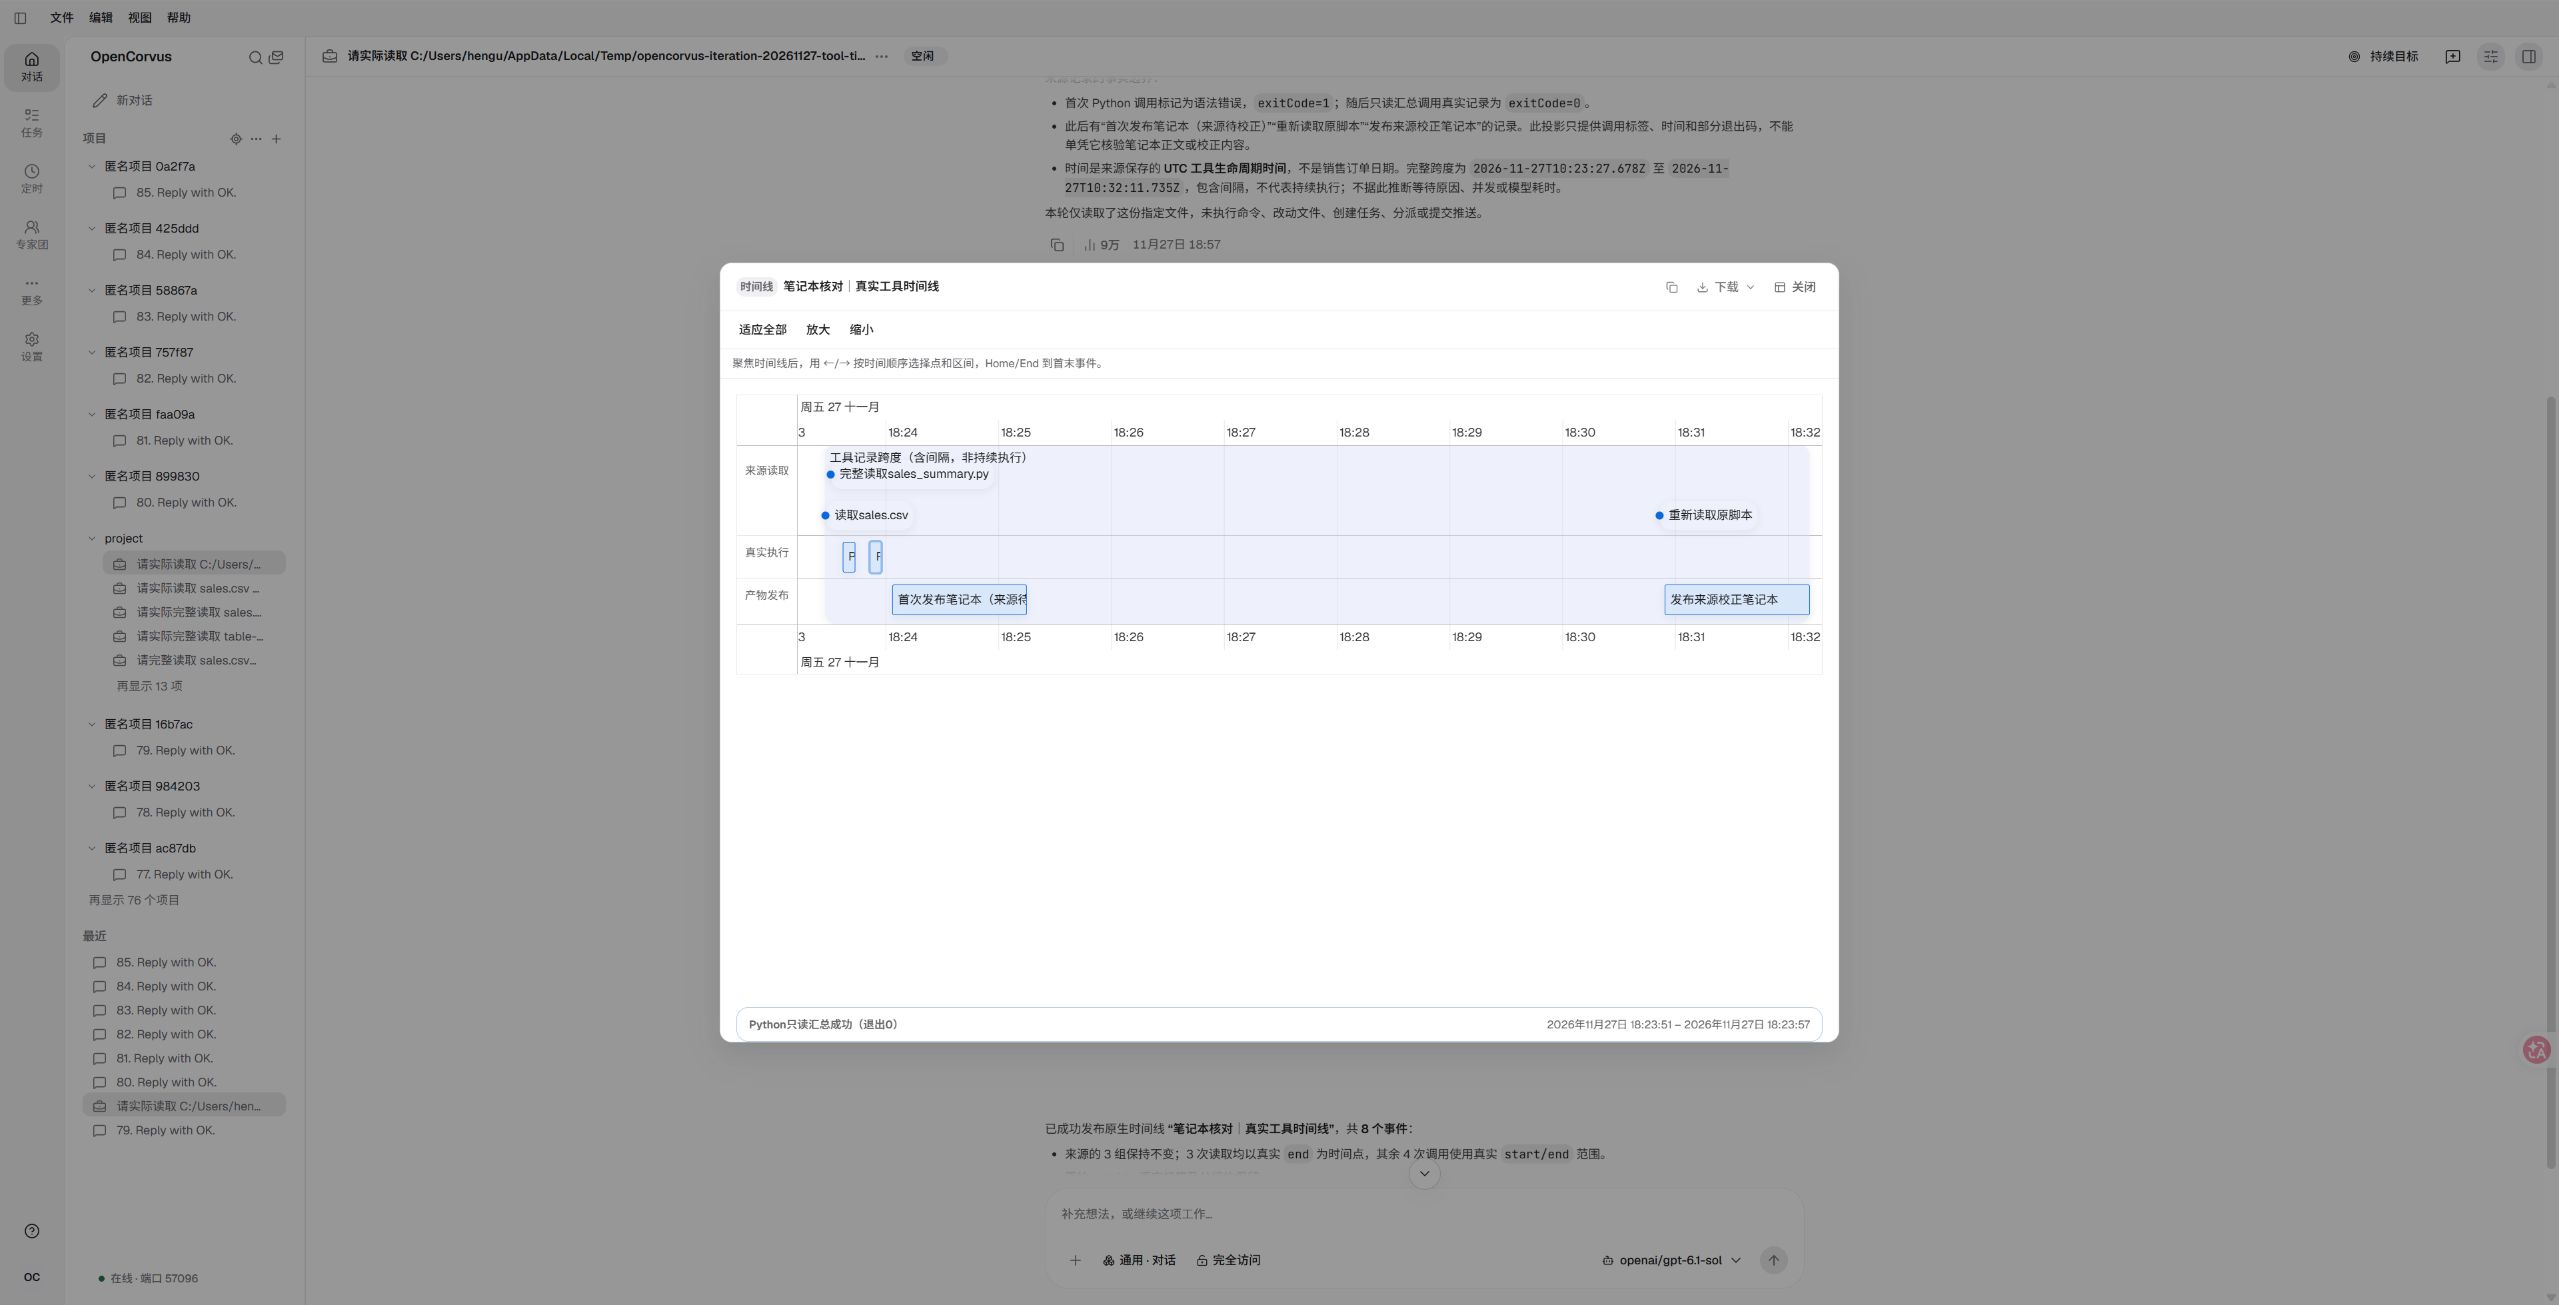 文件 编辑 视图 帮助
对话
任务
定时
专家团
更多
设置
OC
OpenCorvus
新对话
项目
匿名项目 0a2f7a
85. Reply with OK.
匿名项目 425ddd
84. Reply with OK.
匿名项目 58867a
83. Reply with OK.
匿名项目 757f87
82. Reply with OK.
匿名项目 faa09a
81. Reply with OK.
匿名项目 899830
80. Reply with OK.
project
请实际读取 C:/Users/...
请实际读取 sales.csv ...
请实际完整读取 sales....
请实际完整读取 table-...
请完整读取 sales.csv...
再显示 13 项
匿名项目 16b7ac
79. Reply with OK.
匿名项目 984203
78. Reply with OK.
匿名项目 ac87db
77. Reply with OK.
再显示 76 个项目
最近
85. Reply with OK.
84. Reply with OK.
83. Reply with OK.
82. Reply with OK.
81. Reply with OK.
80. Reply with OK.
请实际读取 C:/Users/hen...
79. Reply with OK.
在线 · 端口 57096
请实际读取 C:/Users/hengu/AppData/Local/Temp/opencorvus-iteration-20261127-tool-ti... 空闲
持续目标
首次 Python 调用标记为语法错误，exitCode=1；随后只读汇总调用真实记录为 exitCode=0。
此后有“首次发布笔记本（来源待校正）”“重新读取原脚本”“发布来源校正笔记本”的记录。此投影只提供调用标签、时间和部分退出码，不能
单凭它核验笔记本正文或校正内容。
时间是来源保存的 UTC 工具生命周期时间，不是销售订单日期。完整跨度为 2026-11-27T10:23:27.678Z 至 2026-11-
27T10:32:11.735Z，包含间隔，不代表持续执行；不据此推断等待原因、并发或模型耗时。
本轮仅读取了这份指定文件，未执行命令、改动文件、创建任务、分派或提交推送。
9万 11月27日 18:57
时间线 笔记本核对｜真实工具时间线
下载 关闭
适应全部 放大 缩小
聚焦时间线后，用 ←/→ 按时间顺序选择点和区间，Home/End 到首末事件。
周五 27 十一月
3 18:24 18:25 18:26 18:27 18:28 18:29 18:30 18:31 18:32
来源读取
工具记录跨度（含间隔，非持续执行）
完整读取sales_summary.py
读取sales.csv
重新读取原脚本
真实执行
P F
产物发布
首次发布笔记本（来源待
发布来源校正笔记本
3 18:24 18:25 18:26 18:27 18:28 18:29 18:30 18:31 18:32
周五 27 十一月
Python只读汇总成功（退出0）
2026年11月27日 18:23:51 – 2026年11月27日 18:23:57
已成功发布原生时间线 “笔记本核对｜真实工具时间线”，共 8 个事件：
来源的 3 组保持不变；3 次读取均以真实 end 为时间点，其余 4 次调用使用真实 start/end 范围。
补充想法，或继续这项工作...
通用 · 对话 完全访问
openai/gpt-6.1-sol